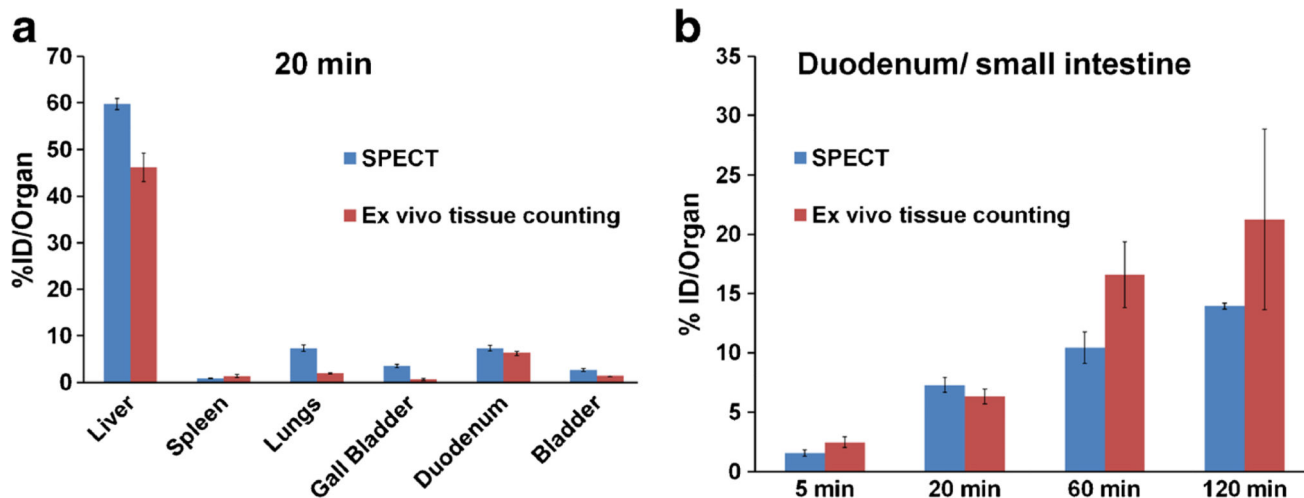 a
20 min
%ID/Organ
70
60
50
40
30
20
10
0
SPECT
Ex vivo tissue counting
Liver
Spleen
Lungs
Gall Bladder
Duodenum
Bladder
b
Duodenum/ small intestine
% ID/Organ
35
30
25
20
15
10
5
0
SPECT
Ex vivo tissue counting
5 min
20 min
60 min
120 min